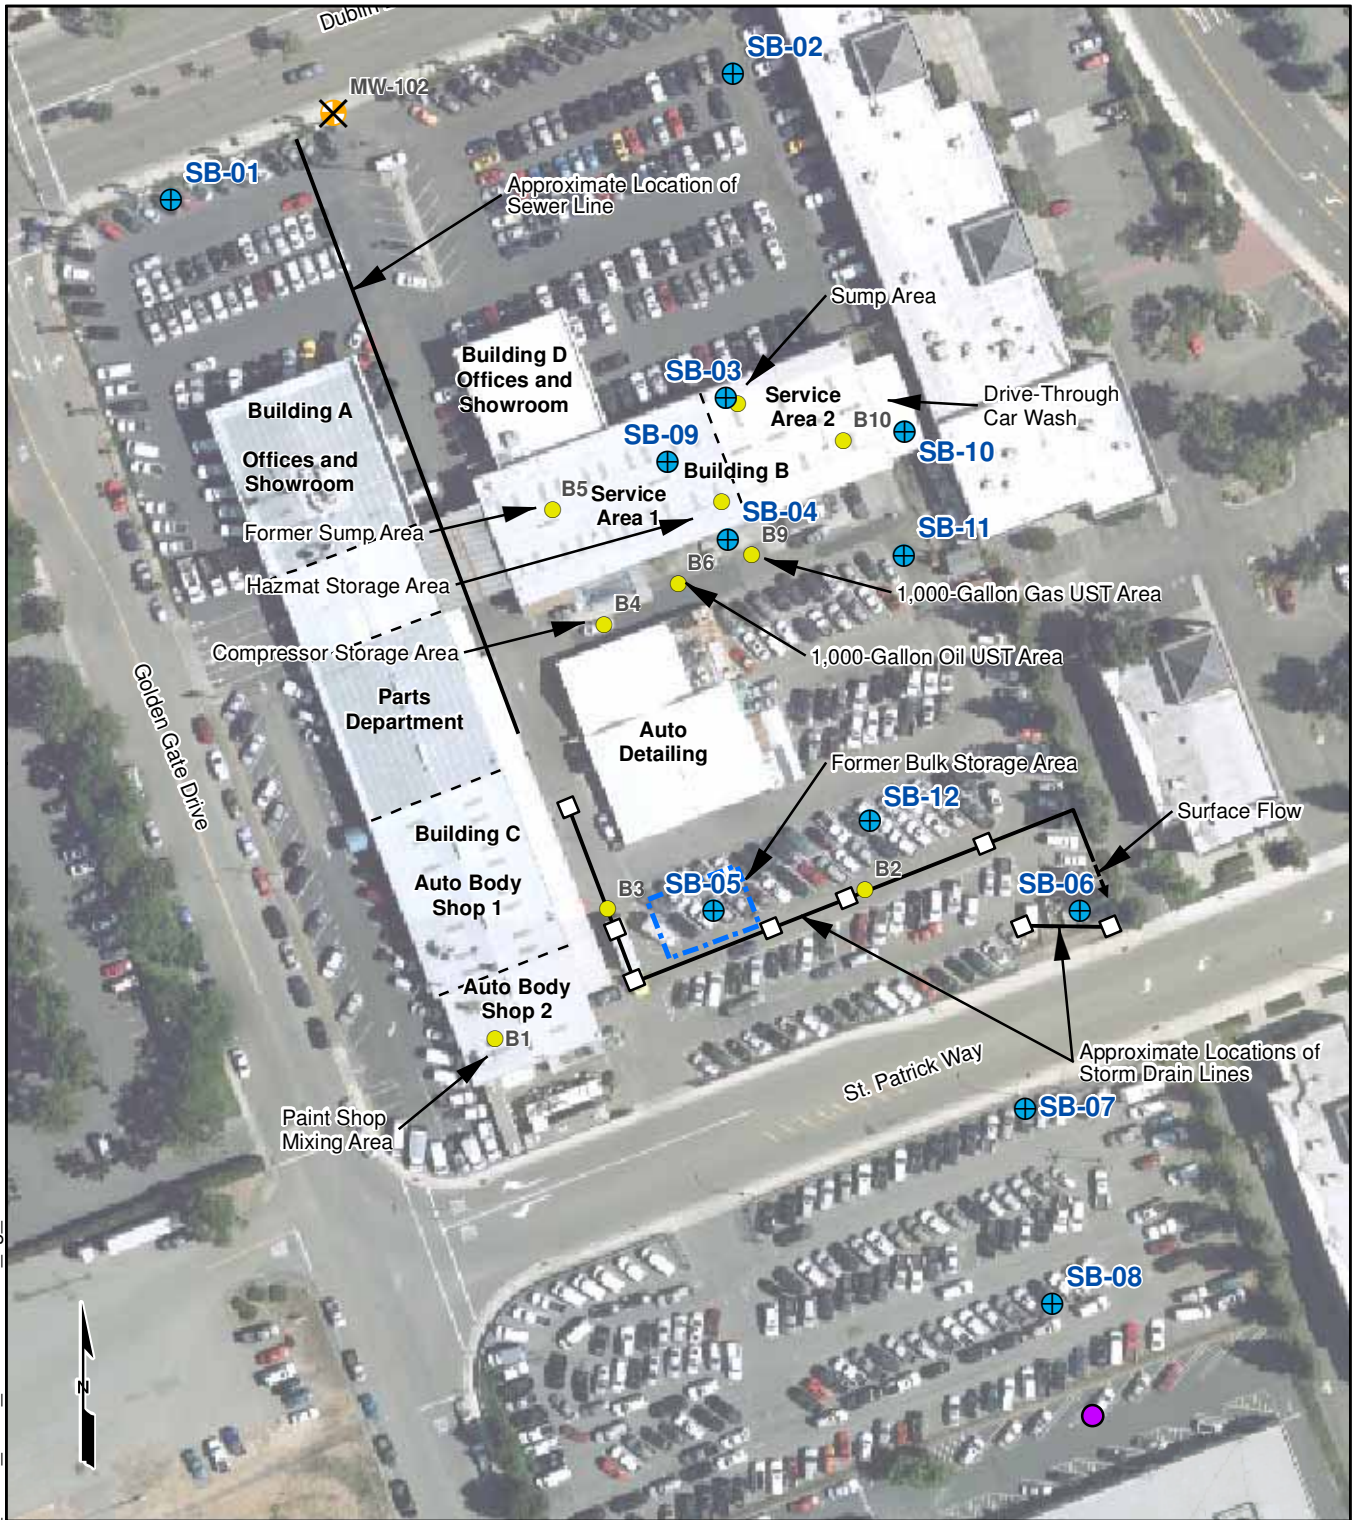 Dublin
SB-02
MW-102
SB-01
Approximate Location of
Sewer Line
Sump Area
Building D
Offices and
Showroom
SB-03
Service
Area 2
Drive-Through
Car Wash
Building A
Offices and
Showroom
B10
SB-09
SB-10
Building B
B5
Service
Area 1
SB-04
Former Sump Area
B9
SB-11
Hazmat Storage Area
B6
1,000-Gallon Gas UST Area
B4
Compressor Storage Area
1,000-Gallon Oil UST Area
Golden Gate Drive
Parts
Department
Auto
Detailing
Former Bulk Storage Area
SB-12
Surface Flow
Building C
Auto Body
Shop 1
B3
SB-05
B2
SB-06
Auto Body
Shop 2
B1
St. Patrick Way
Approximate Locations of
Storm Drain Lines
Paint Shop
Mixing Area
SB-07
SB-08
N